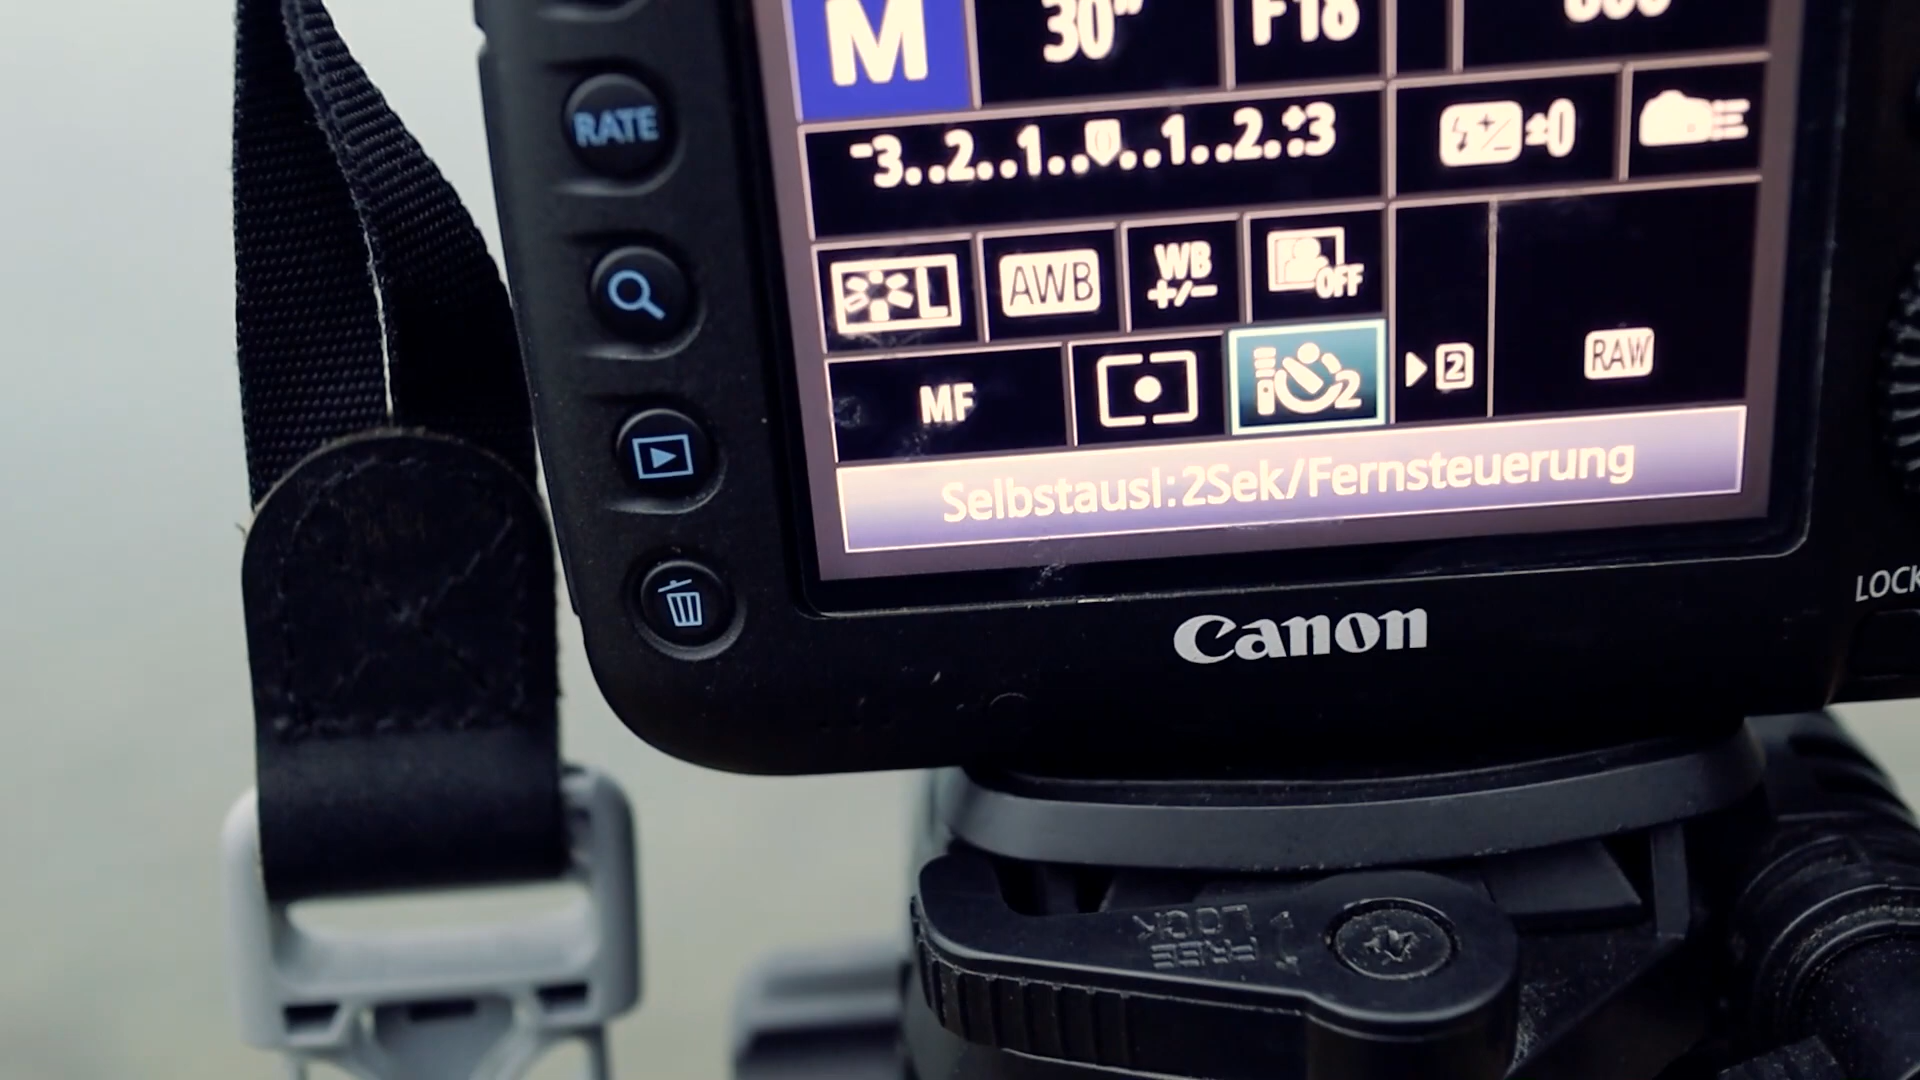 M 30" F18
RATE
-3..2..1..0..1..2..+3 ±0
L AWB WB +/- OFF
MF 2 2 RAW
Selbstausl:2Sek/Fernsteuerung
LOCK
Canon
LOCK
FREE